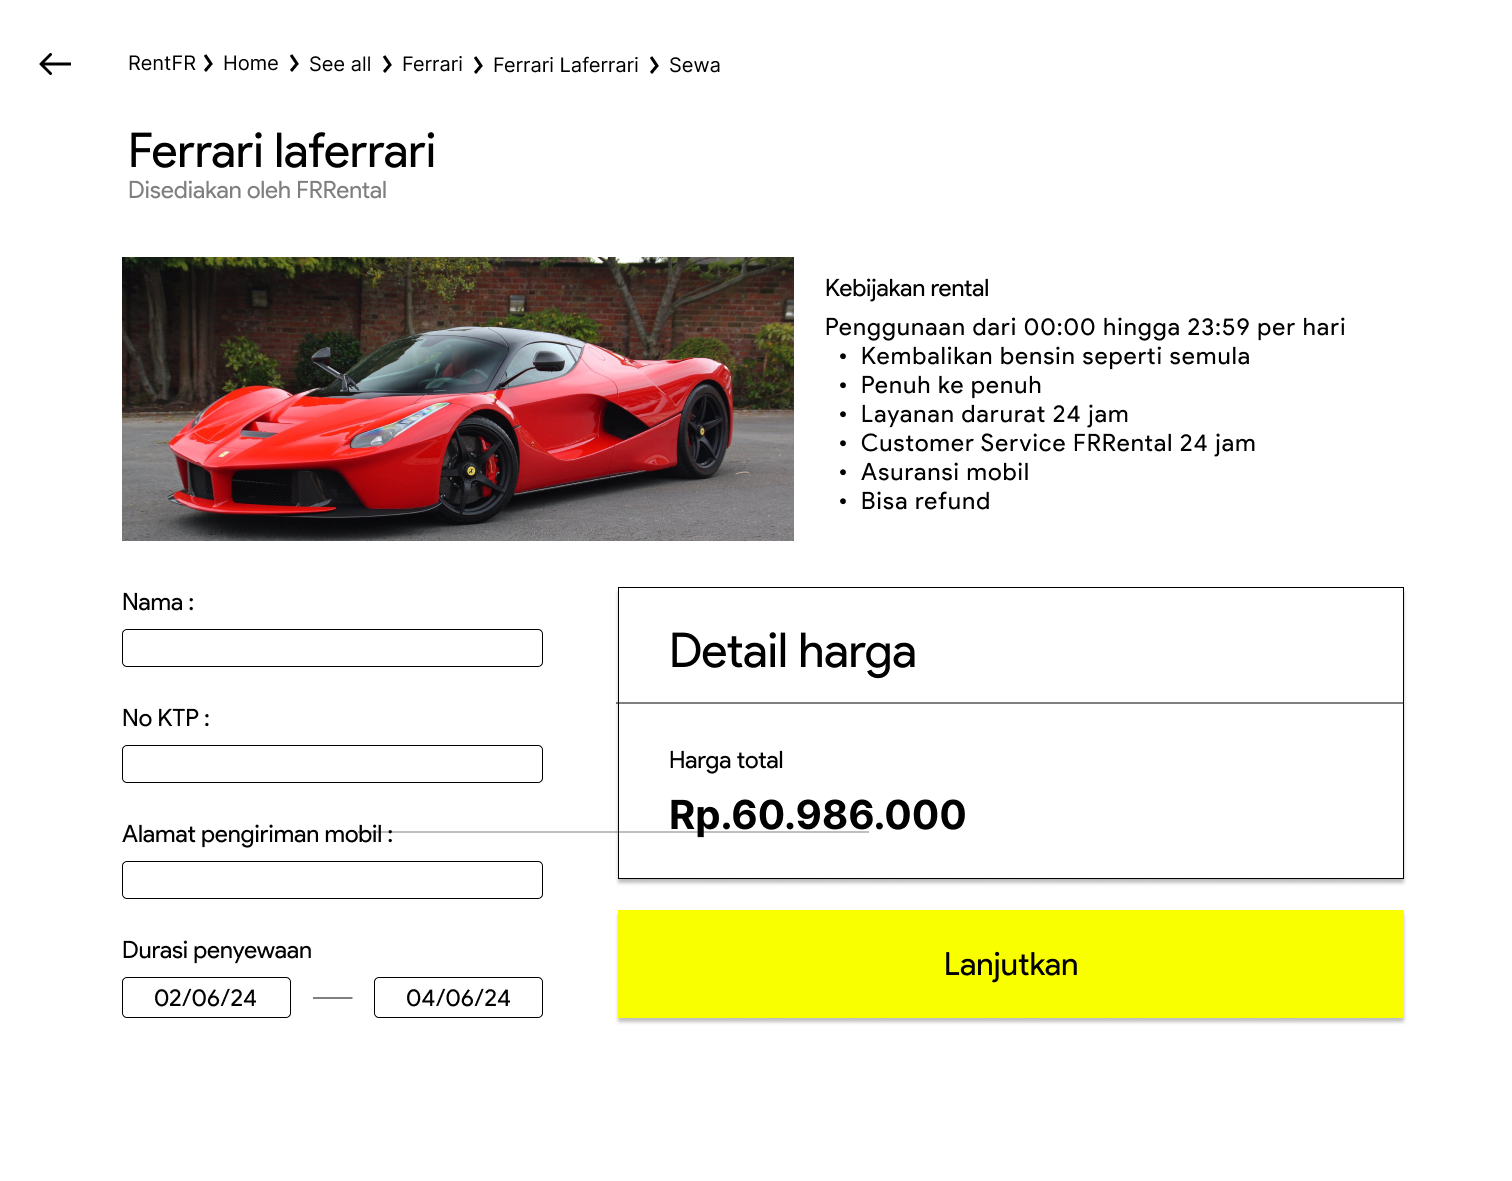 RentFR ❯ Home ❯ See all ❯ Ferrari ❯ Ferrari Laferrari ❯ Sewa
Ferrari laferrari
Disediakan oleh FRRental
Kebijakan rental
Penggunaan dari 00:00 hingga 23:59 per hari
• Kembalikan bensin seperti semula
• Penuh ke penuh
• Layanan darurat 24 jam
• Customer Service FRRental 24 jam
• Asuransi mobil
• Bisa refund
Nama :
No KTP :
Alamat pengiriman mobil :
Durasi penyewaan
02/06/24 — 04/06/24
Detail harga
Harga total
Rp.60.986.000
Lanjutkan